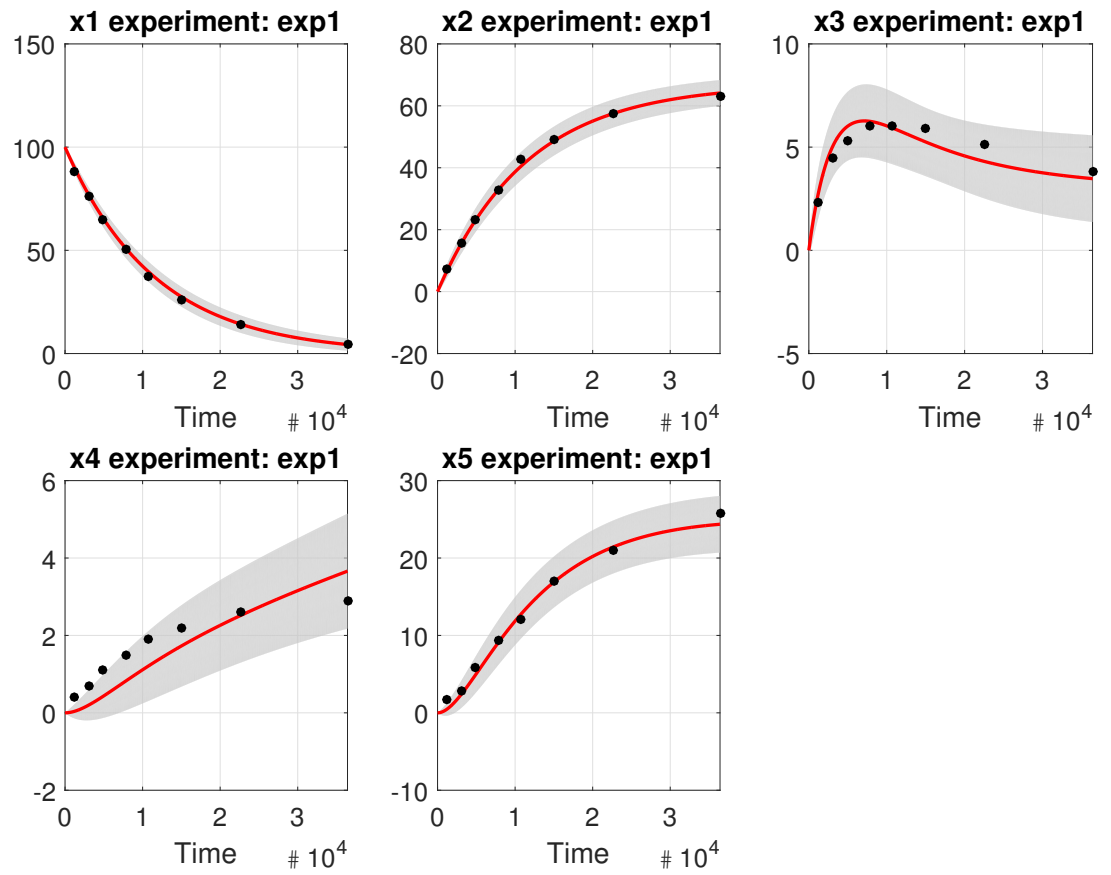 x1 experiment: exp1
150
100
50
0
0 1 2 3
Time # 10^4
x2 experiment: exp1
80
60
40
20
0
-20
0 1 2 3
Time # 10^4
x3 experiment: exp1
10
5
0
-5
0 1 2 3
Time # 10^4
x4 experiment: exp1
6
4
2
0
-2
0 1 2 3
Time # 10^4
x5 experiment: exp1
30
20
10
0
-10
0 1 2 3
Time # 10^4